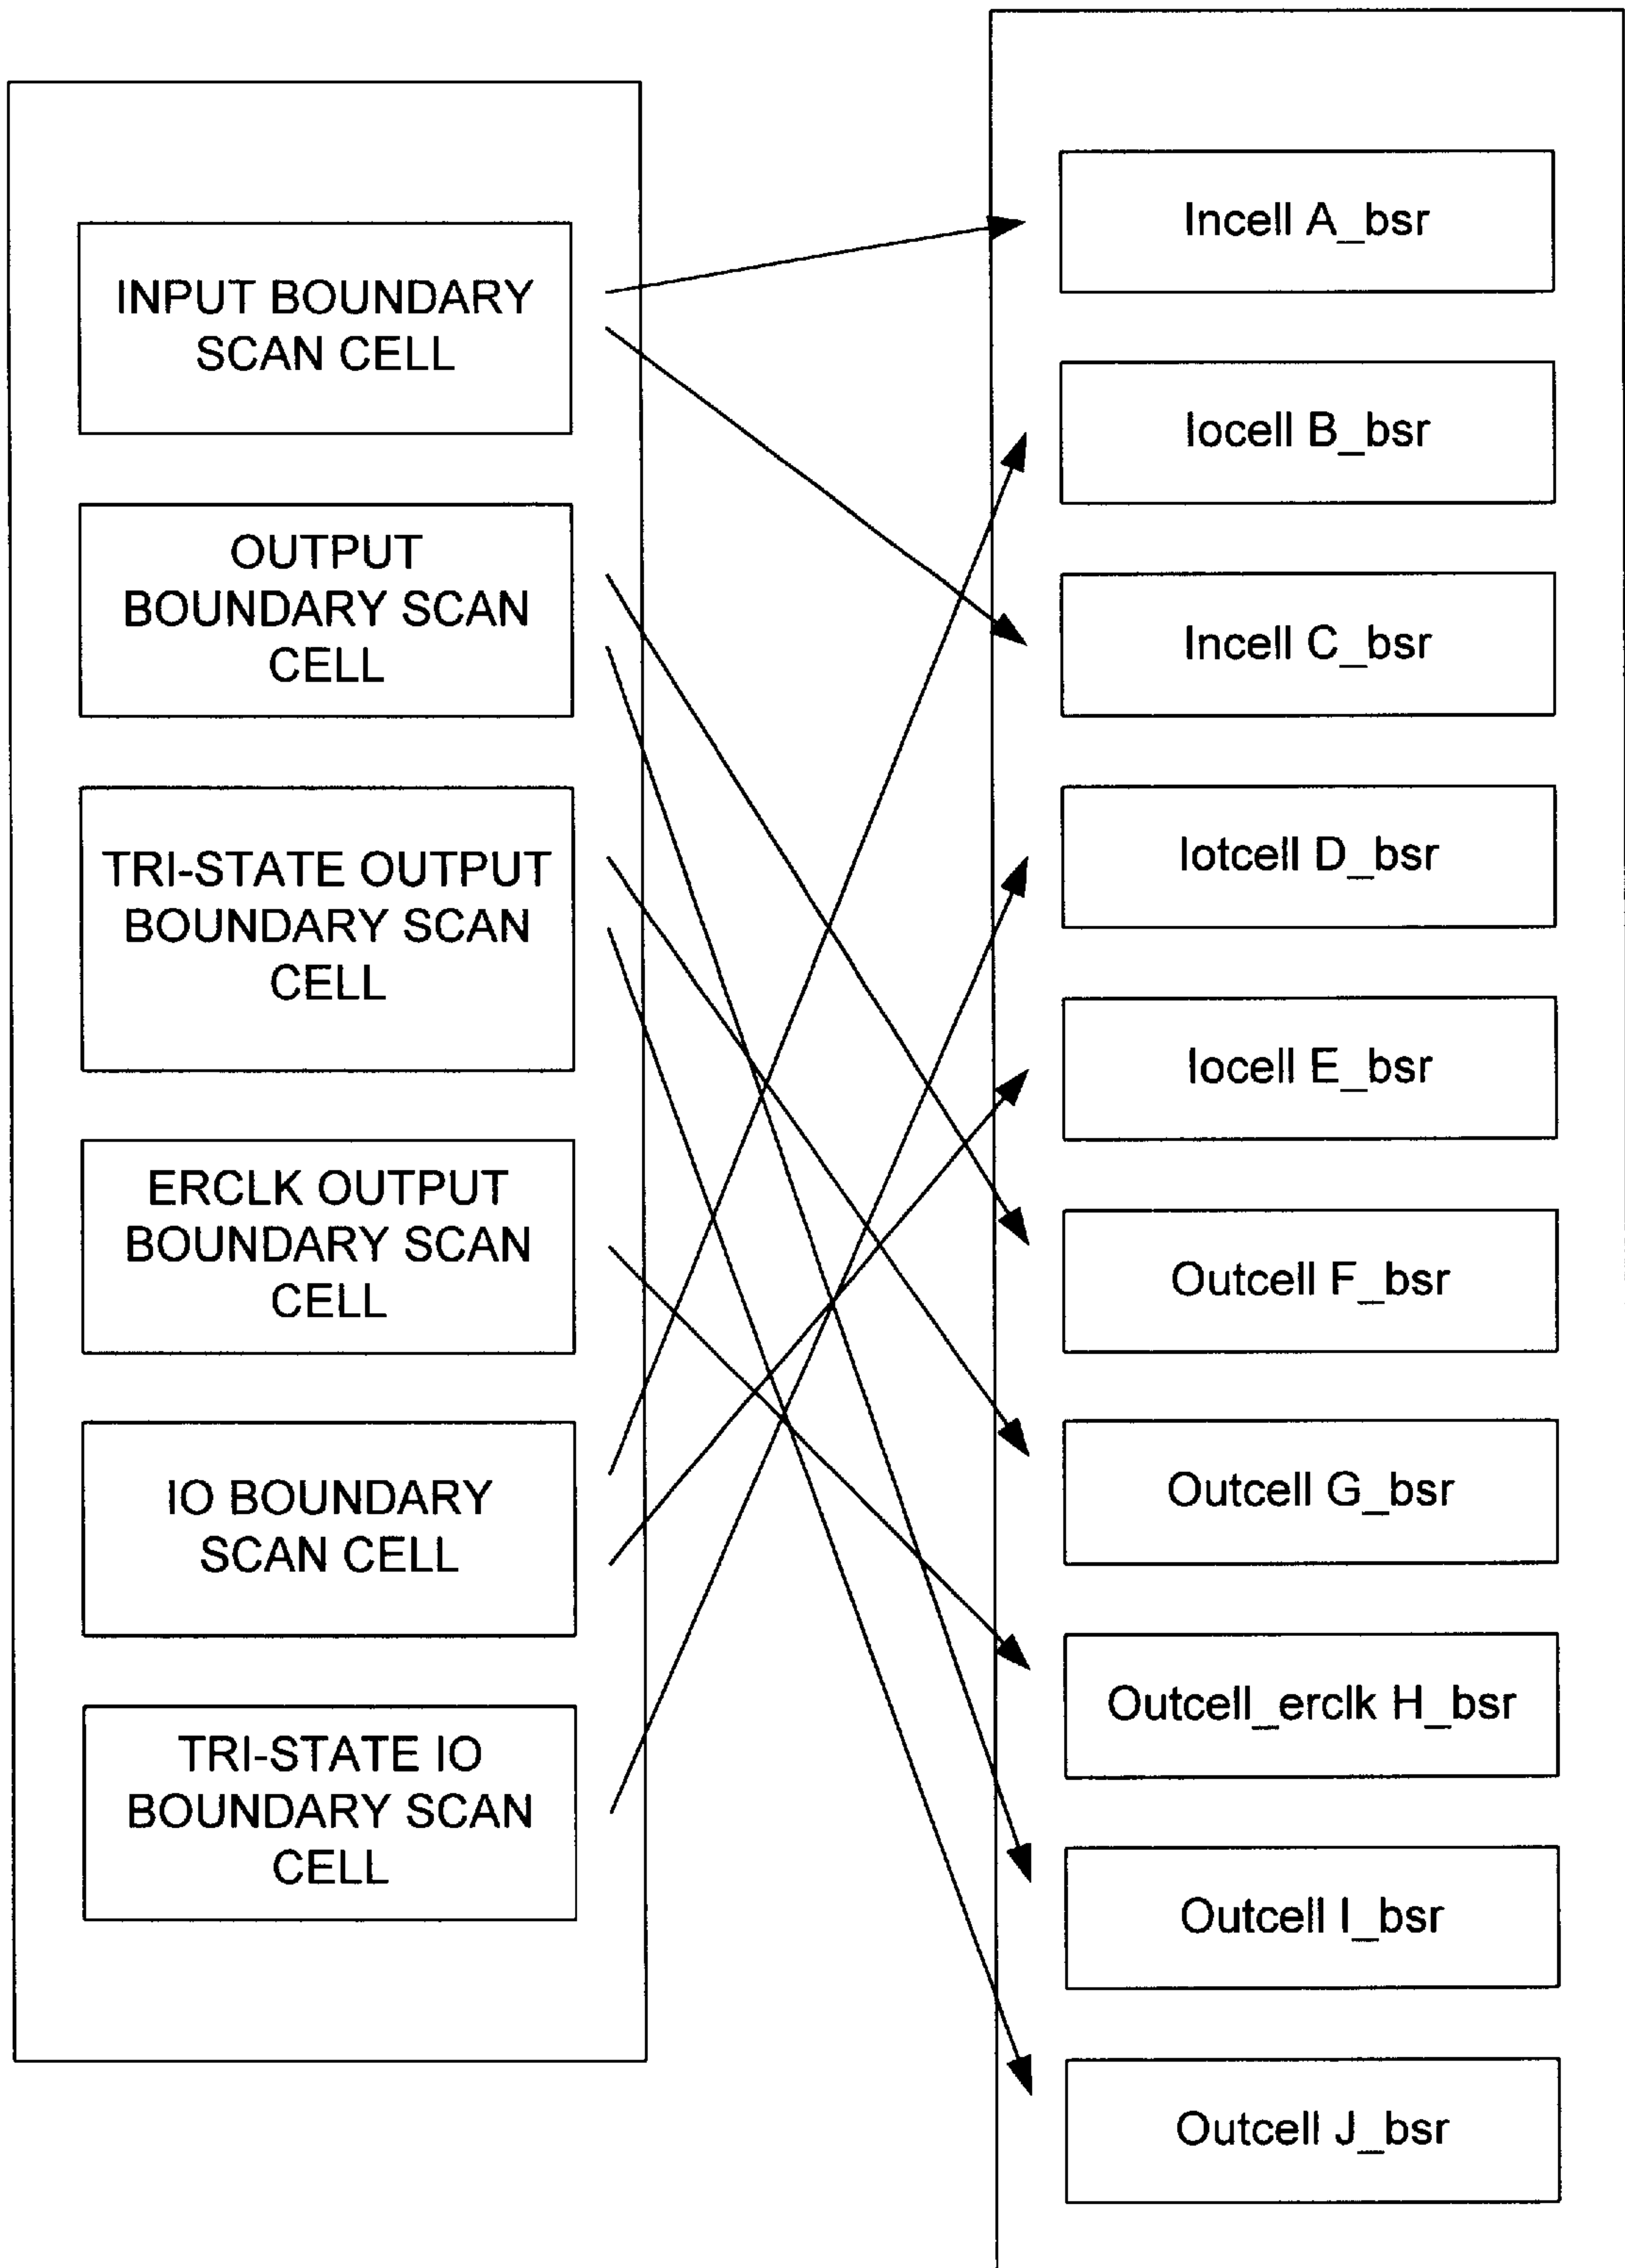 INPUT BOUNDARY
SCAN CELL
OUTPUT
BOUNDARY SCAN
CELL
TRI-STATE OUTPUT
BOUNDARY SCAN
CELL
ERCLK OUTPUT
BOUNDARY SCAN
CELL
IO BOUNDARY
SCAN CELL
TRI-STATE IO
BOUNDARY SCAN
CELL
Incell A_bsr
Iocell B_bsr
Incell C_bsr
Iotcell D_bsr
Iocell E_bsr
Outcell F_bsr
Outcell G_bsr
Outcell_erclk H_bsr
Outcell I_bsr
Outcell J_bsr